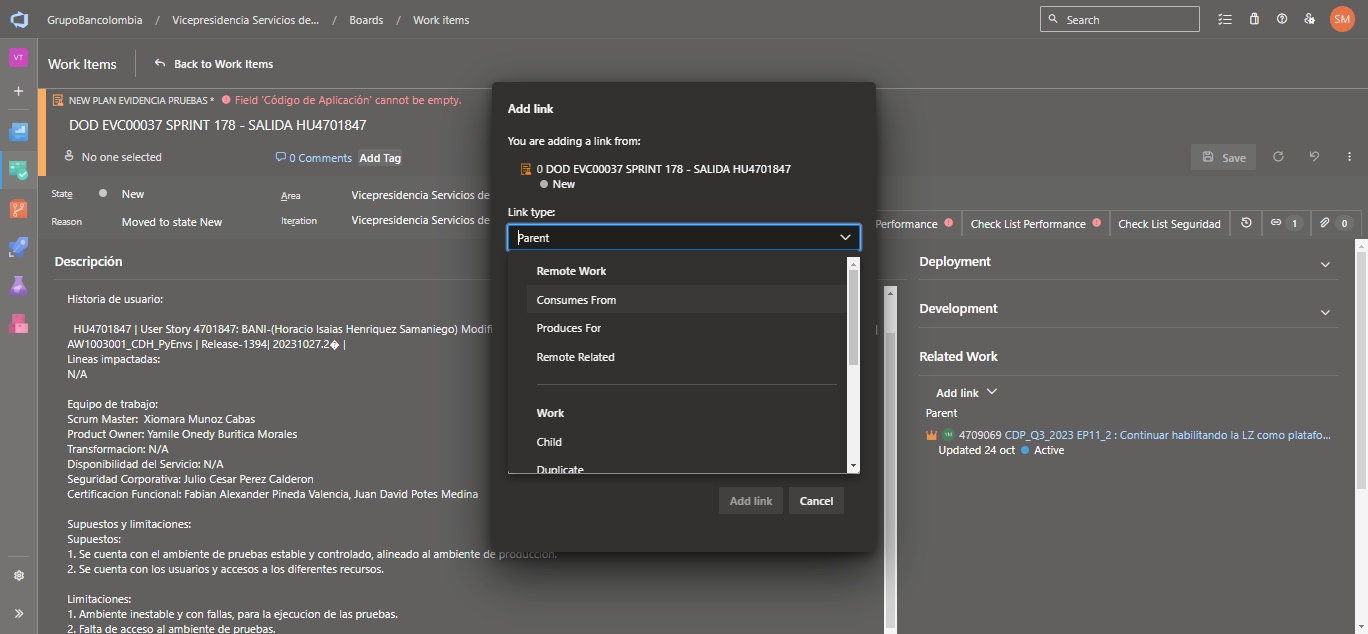 GrupoBancolombia / Vicepresidencia Servicios de... / Boards / Work items
Search
SM
VT
Work Items
Back to Work Items
NEW PLAN EVIDENCIA PRUEBAS * Field 'Código de Aplicación' cannot be empty.
DOD EVC00037 SPRINT 178 - SALIDA HU4701847
No one selected
0 Comments
Add Tag
Save
State
New
Area
Vicepresidencia Servicios de
Reason
Moved to state New
Iteration
Vicepresidencia Servicios de
Performance
Check List Performance
Check List Seguridad
1
0
Descripción
Historia de usuario:
HU4701847 | User Story 4701847: BANI-(Horacio Isaias Henriquez Samaniego) Modifi
AW1003001_CDH_PyEnvs | Release-1394| 20231027.2� |
Lineas impactadas:
N/A
Equipo de trabajo:
Scrum Master: Xiomara Munoz Cabas
Product Owner: Yamile Onedy Buritica Morales
Transformacion: N/A
Disponibilidad del Servicio: N/A
Seguridad Corporativa: Julio Cesar Perez Calderon
Certificacion Funcional: Fabian Alexander Pineda Valencia, Juan David Potes Medina
Supuestos y limitaciones:
Supuestos:
1. Se cuenta con el ambiente de pruebas estable y controlado, alineado al ambiente de produccion.
2. Se cuenta con los usuarios y accesos a los diferentes recursos.
Limitaciones:
1. Ambiente inestable y con fallas, para la ejecucion de las pruebas.
2. Falta de acceso al ambiente de pruebas.
Add link
You are adding a link from:
0 DOD EVC00037 SPRINT 178 - SALIDA HU4701847
New
Link type:
Parent
Remote Work
Consumes From
Produces For
Remote Related
Work
Child
Duplicate
Add link
Cancel
Deployment
Development
Related Work
Add link
Parent
YM
4709069 CDP_Q3_2023 EP11_2 : Continuar habilitando la LZ como platafo...
Updated 24 oct
Active